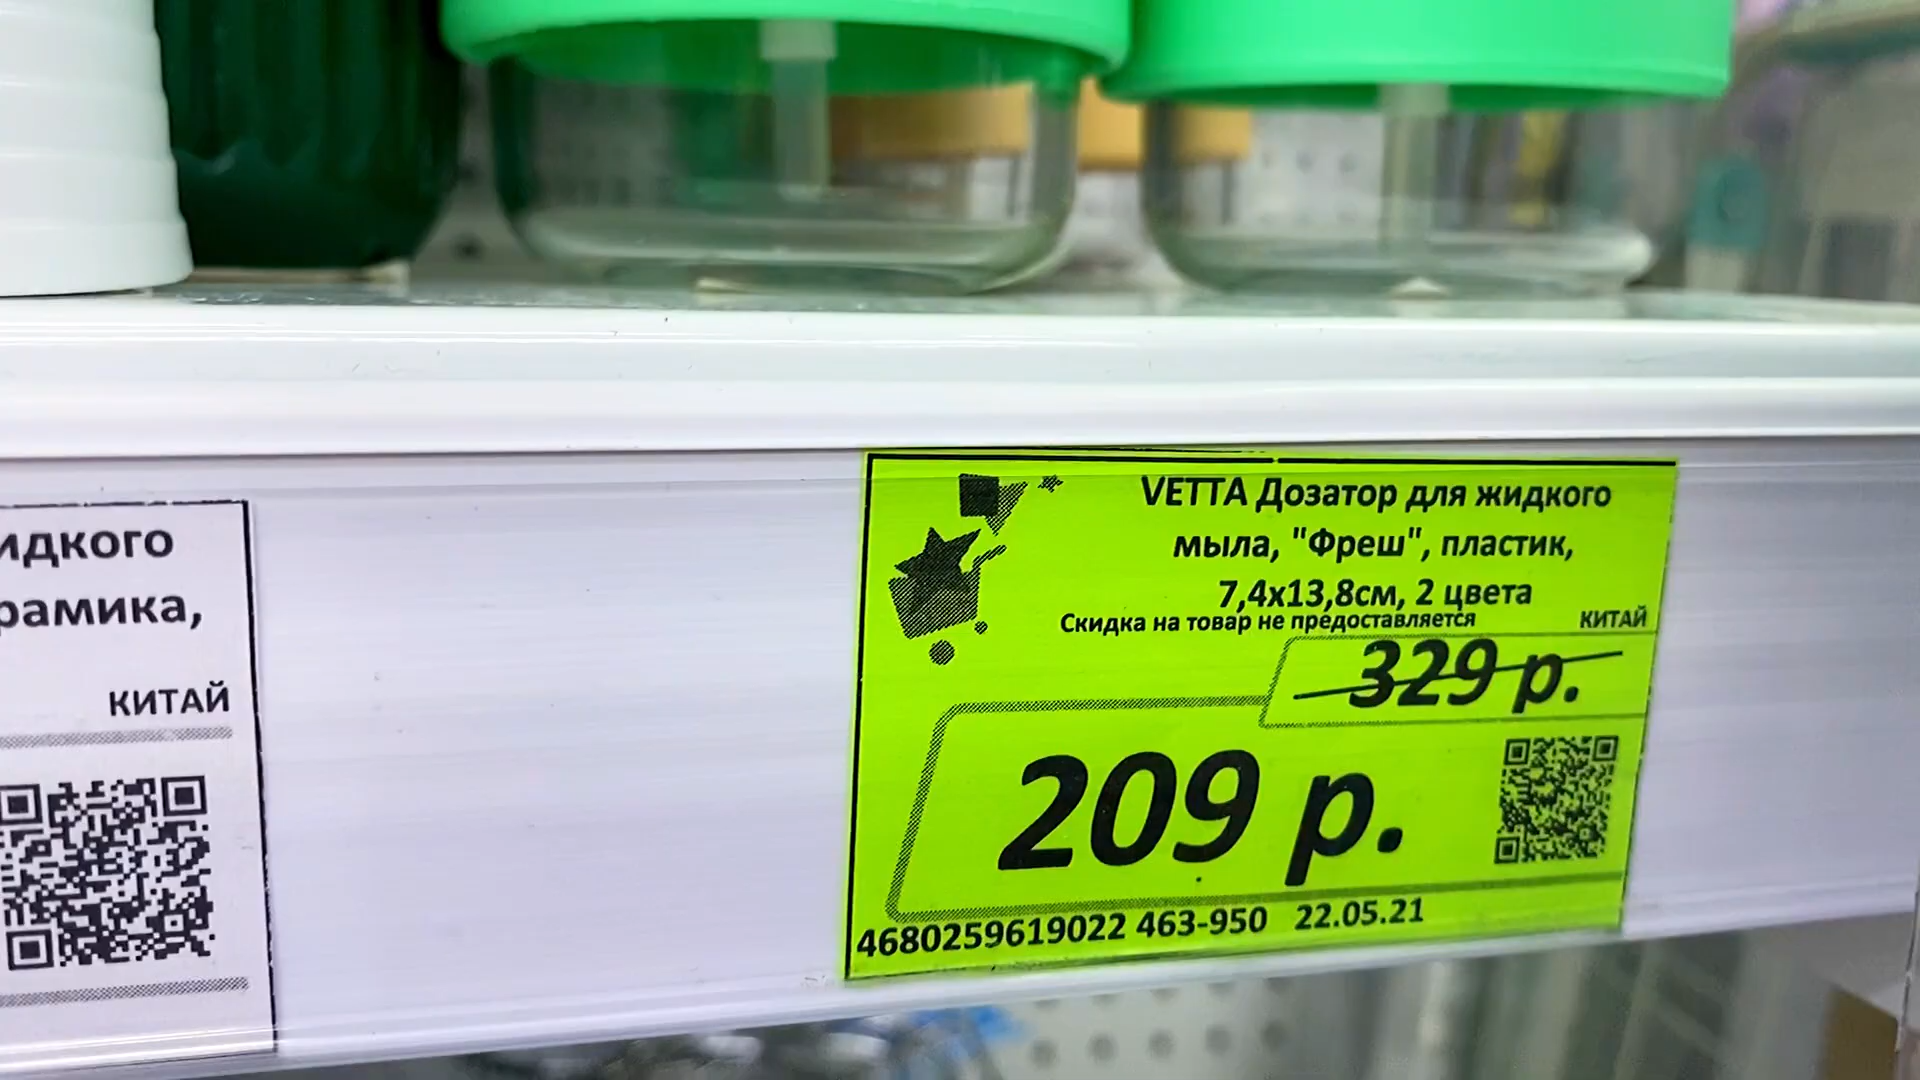 идкого
рамика,
КИТАЙ
VETTA Дозатор для жидкого
мыла, "Фреш", пластик,
7,4х13,8см, 2 цвета
Скидка на товар не предоставляется
КИТАЙ
329 р.
209 р.
4680259619022 463-950 22.05.21